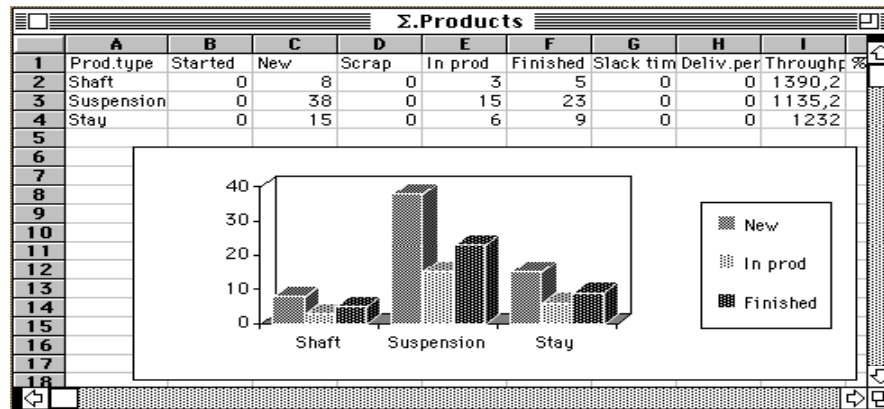 Σ.Products
A B C D E F G H I
1 Prod.type Started New Scrap In prod Finished Slack tim Deliv.per Throughp %
2 Shaft 0 8 0 3 5 0 0 1390,2
3 Suspension 0 38 0 15 23 0 0 1135,2
4 Stay 0 15 0 6 9 0 0 1232
5
6
7
8
9
10
11
12
13
14
15
16
17
18
40
30
20
10
0
Shaft Suspension Stay
New
In prod
Finished